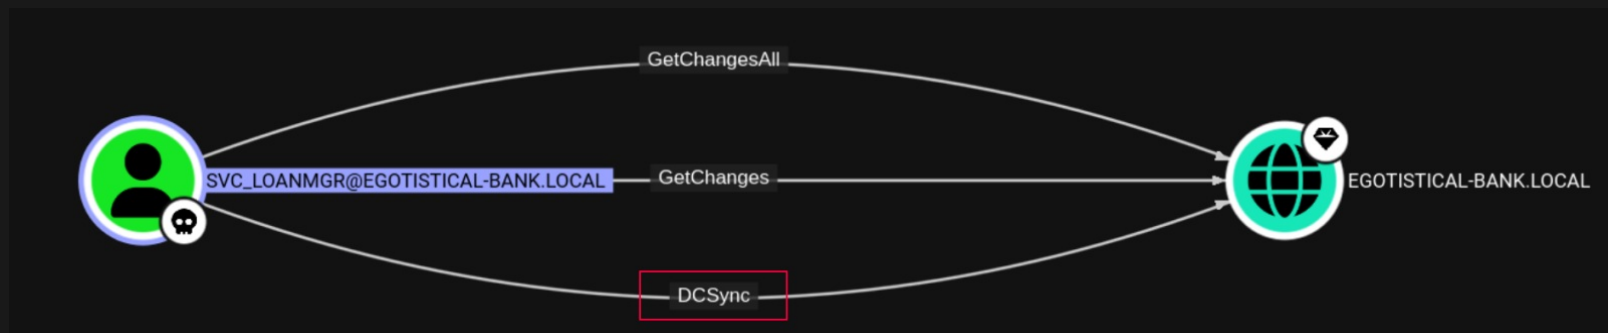 GetChangesAll
SVC_LOANMGR@EGOTISTICAL-BANK.LOCAL
GetChanges
EGOTISTICAL-BANK.LOCAL
DCSync